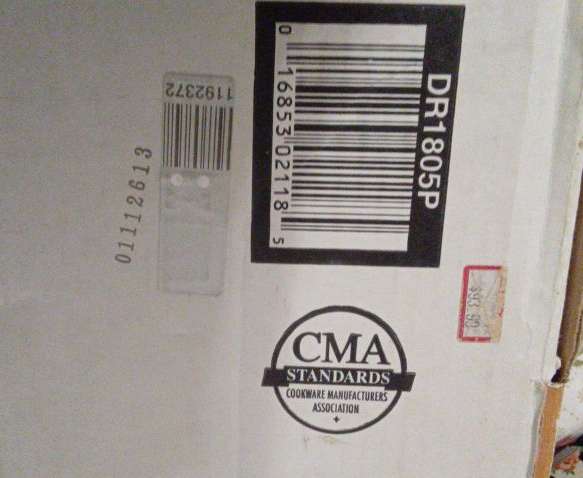 DR1805P
0 16853 02118 5
1192372
01112613
CMA
STANDARDS
COOKWARE MANUFACTURERS
ASSOCIATION